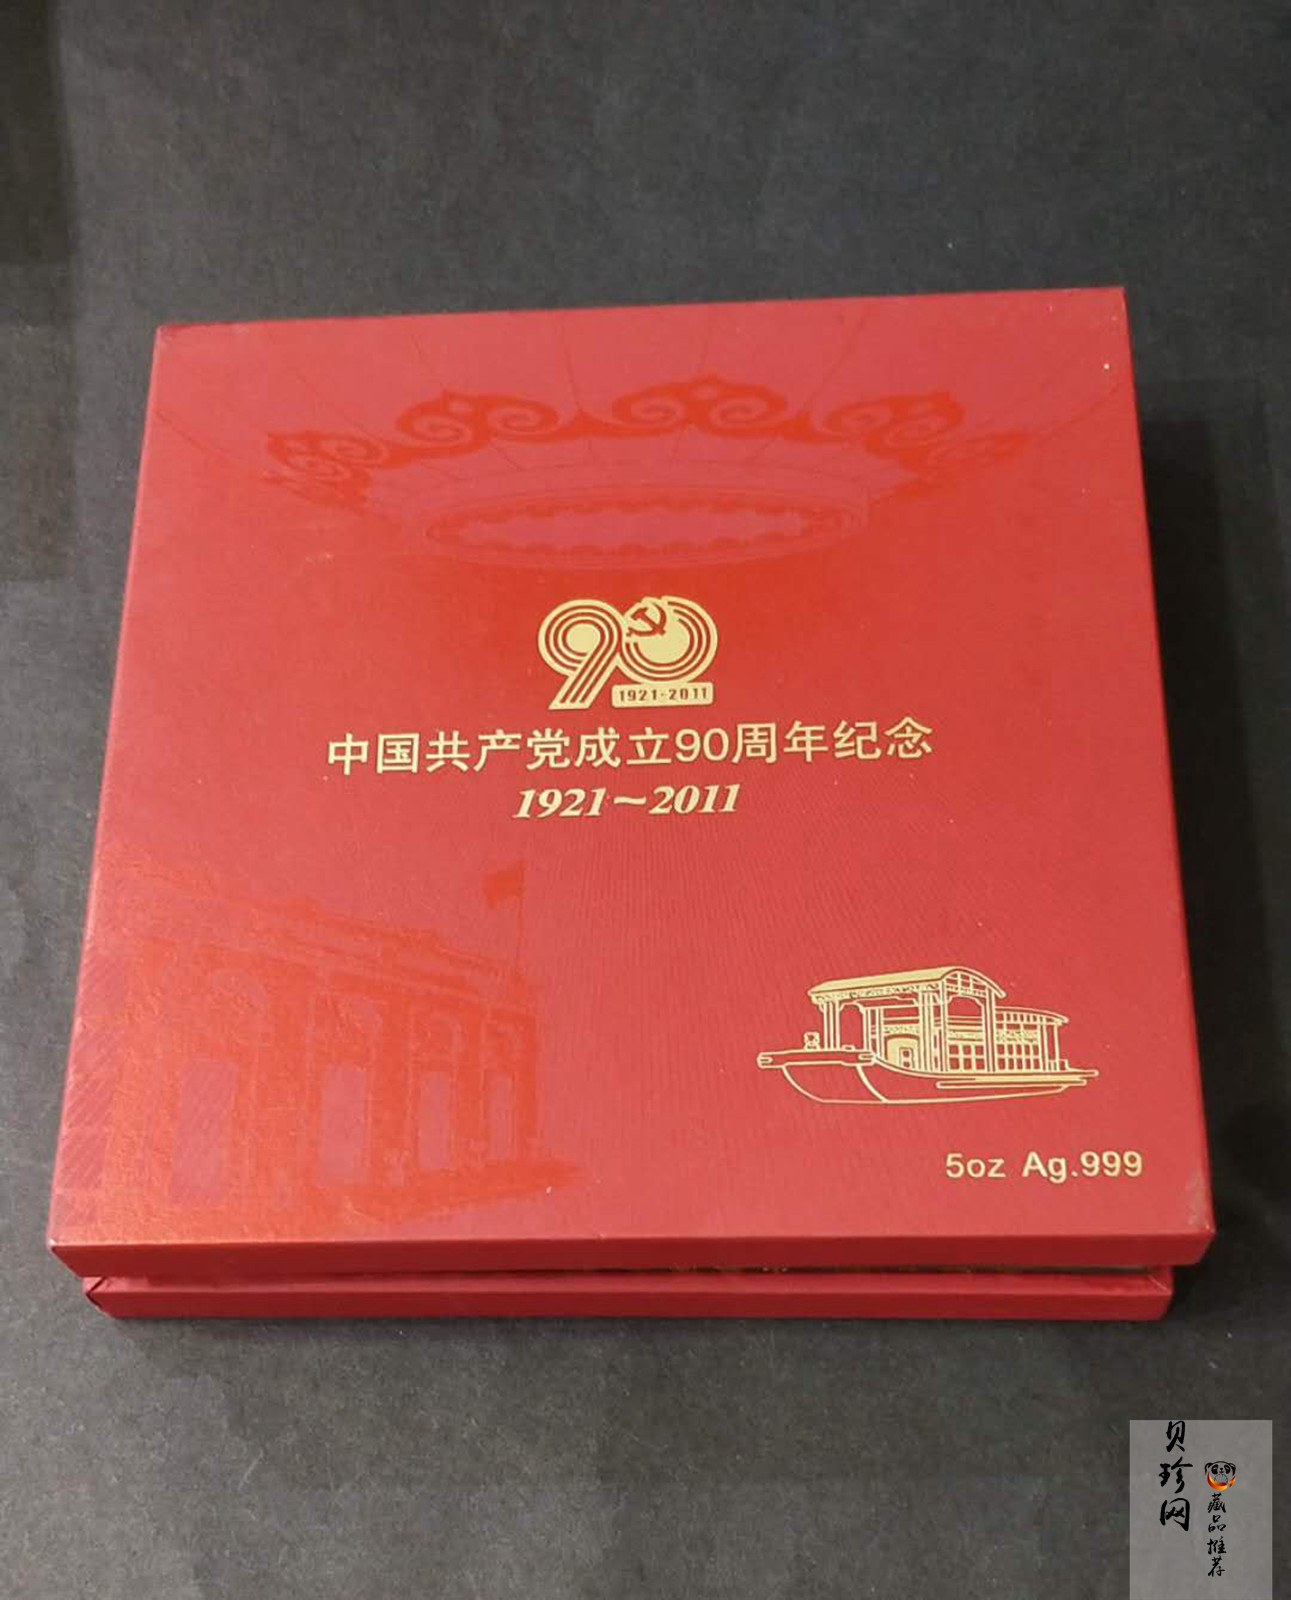 90
1921-2011
中国共产党成立90周年纪念
1921~2011
5oz Ag.999
贝珍网
藏品推荐